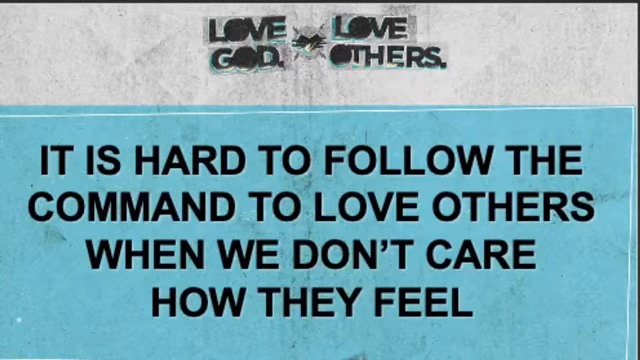 LOVE LOVE
GOD. OTHERS.
IT IS HARD TO FOLLOW THE
COMMAND TO LOVE OTHERS
WHEN WE DON’T CARE
HOW THEY FEEL